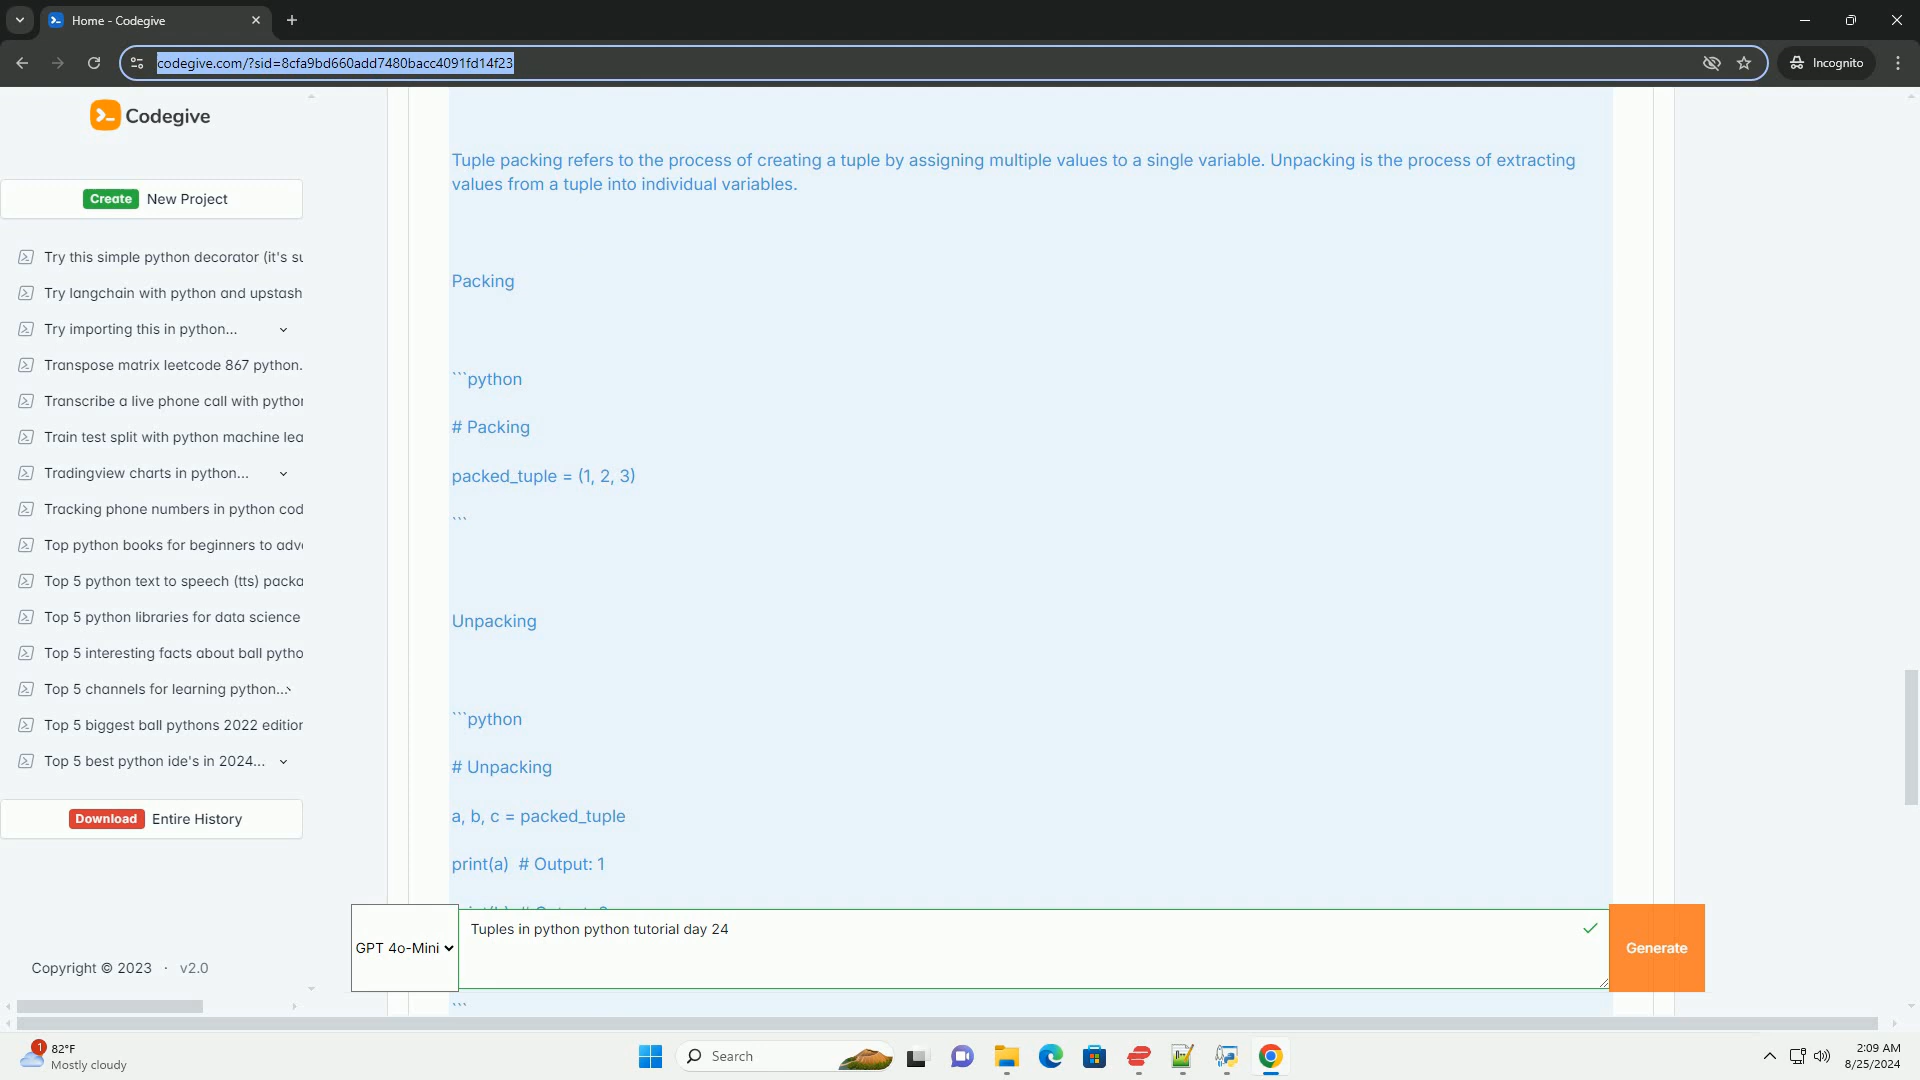 Home - Codegive
codegive.com/?sid=8cfa9bd660add7480bacc4091fd14f23
Incognito
Codegive
Create New Project
Try this simple python decorator (it's su
Try langchain with python and upstash
Try importing this in python...
Transpose matrix leetcode 867 python.
Transcribe a live phone call with python
Train test split with python machine lea
Tradingview charts in python...
Tracking phone numbers in python cod
Top python books for beginners to adv
Top 5 python text to speech (tts) packa
Top 5 python libraries for data science
Top 5 interesting facts about ball pytho
Top 5 channels for learning python...
Top 5 biggest ball pythons 2022 edition
Top 5 best python ide's in 2024...
Download Entire History
Copyright © 2023 · v2.0
Tuple packing refers to the process of creating a tuple by assigning multiple values to a single variable. Unpacking is the process of extracting
values from a tuple into individual variables.
Packing
```python
# Packing
packed_tuple = (1, 2, 3)
```
Unpacking
```python
# Unpacking
a, b, c = packed_tuple
print(a) # Output: 1
GPT 4o-Mini
Tuples in python python tutorial day 24
Generate
```
1
82°F
Mostly cloudy
Search
2:09 AM
8/25/2024